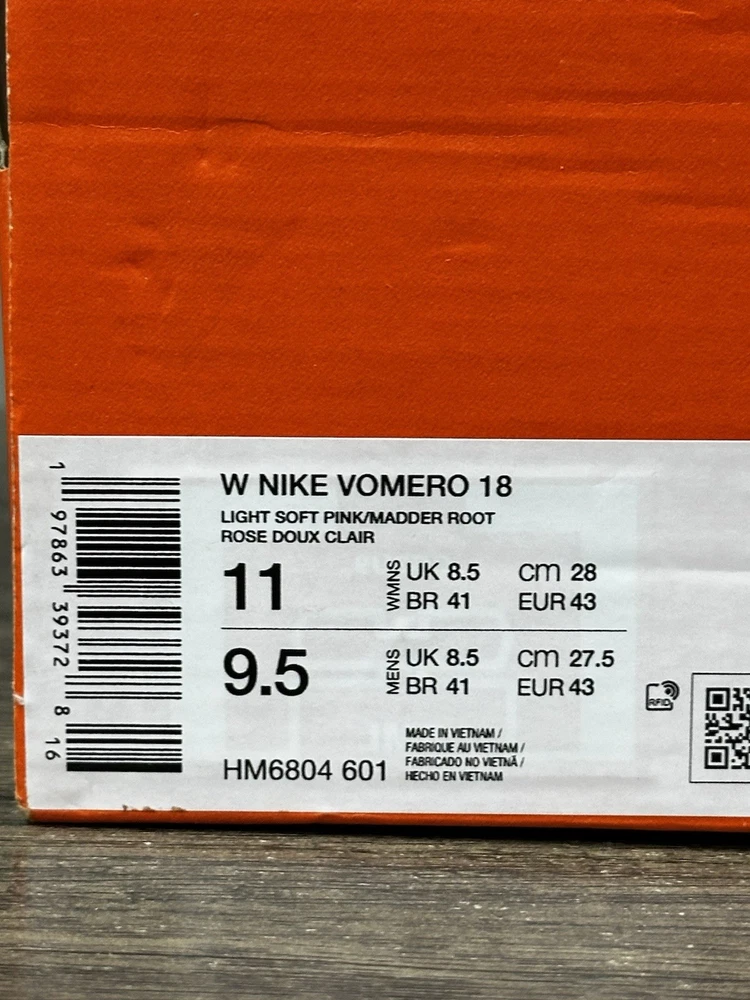 W NIKE VOMERO 18
LIGHT SOFT PINK/MADDER ROOT
ROSE DOUX CLAIR
11 WMNS UK 8.5 cm 28
BR 41 EUR 43
9.5 MENS UK 8.5 cm 27.5
BR 41 EUR 43
RFID
MADE IN VIETNAM /
FABRIQUE AU VIETNAM /
FABRICADO NO VIETNÃ /
HECHO EN VIETNAM
HM6804 601
1 97863 39372 8 16